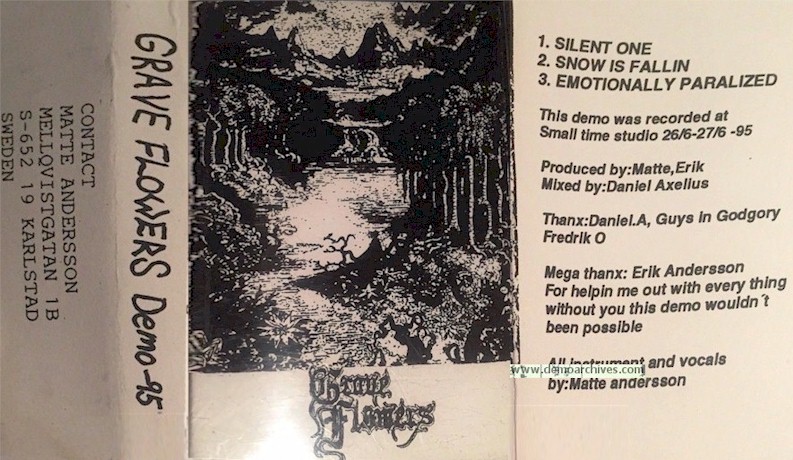 CONTACT
MATTE ANDERSSON
MELLQVISTGATAN 1B
S-652 19 KARLSTAD
SWEDEN
GRAVE FLOWERS Demo-95
Grave
Flowers
1. SILENT ONE
2. SNOW IS FALLIN
3. EMOTIONALLY PARALIZED
This demo was recorded at
Small time studio 26/6-27/6 -95
Produced by:Matte,Erik
Mixed by:Daniel Axelius
Thanx:Daniel.A, Guys in Godgory
Fredrik O
Mega thanx: Erik Andersson
For helpin me out with every thing
without you this demo wouldn´t
been possible
All instrument and vocals
www.demoarchives.com
by:Matte andersson